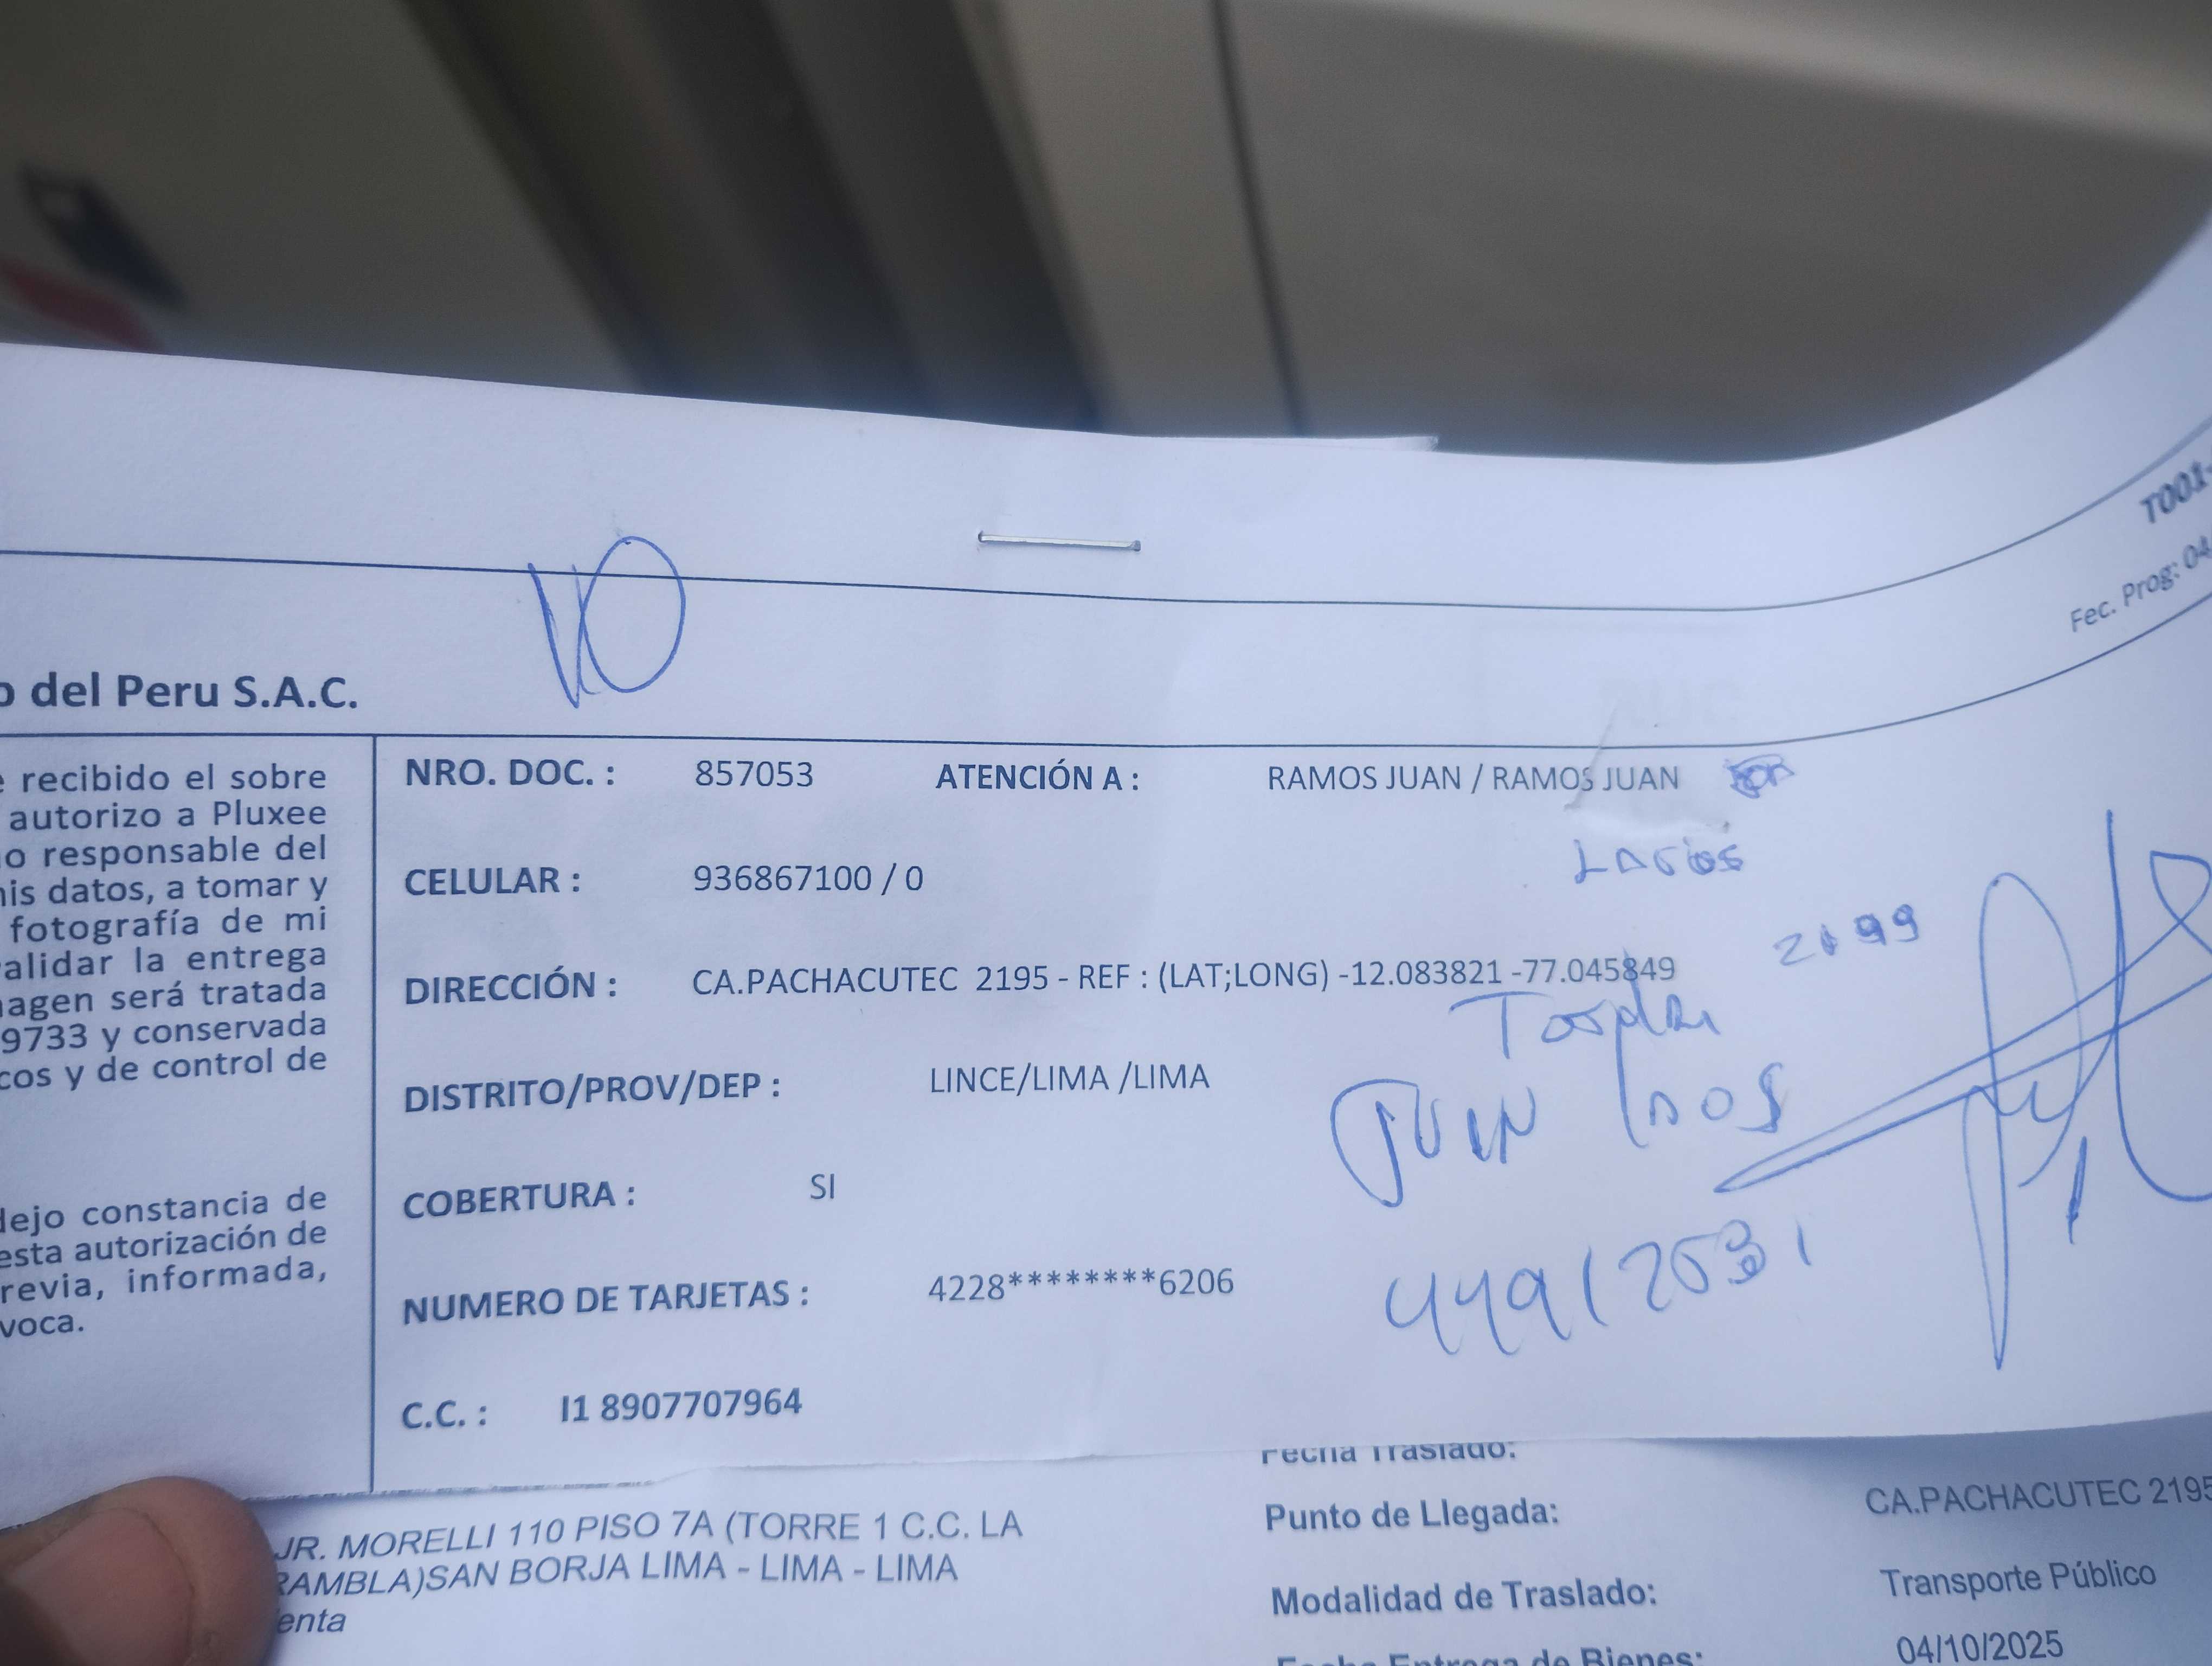 T001-
Fec. Prog: 04
o del Peru S.A.C.
e recibido el sobre
autorizo a Pluxee
o responsable del
nis datos, a tomar y
fotografía de mi
alidar la entrega
nagen será tratada
9733 y conservada
cos y de control de
dejo constancia de
esta autorización de
revia, informada,
voca.
NRO. DOC. : 857053 ATENCIÓN A : RAMOS JUAN / RAMOS JUAN
CELULAR : 936867100 / 0
2199
DIRECCIÓN : CA.PACHACUTEC 2195 - REF : (LAT;LONG) -12.083821 -77.045849
DISTRITO/PROV/DEP : LINCE/LIMA /LIMA
COBERTURA : SI
NUMERO DE TARJETAS : 4228********6206
C.C. : I1 8907707964
JR. MORELLI 110 PISO 7A (TORRE 1 C.C. LA
RAMBLA)SAN BORJA LIMA - LIMA - LIMA
enta
Fecha Traslado:
Punto de Llegada: CA.PACHACUTEC 2195
Modalidad de Traslado: Transporte Público
Fecha Entrega de Bienes: 04/10/2025